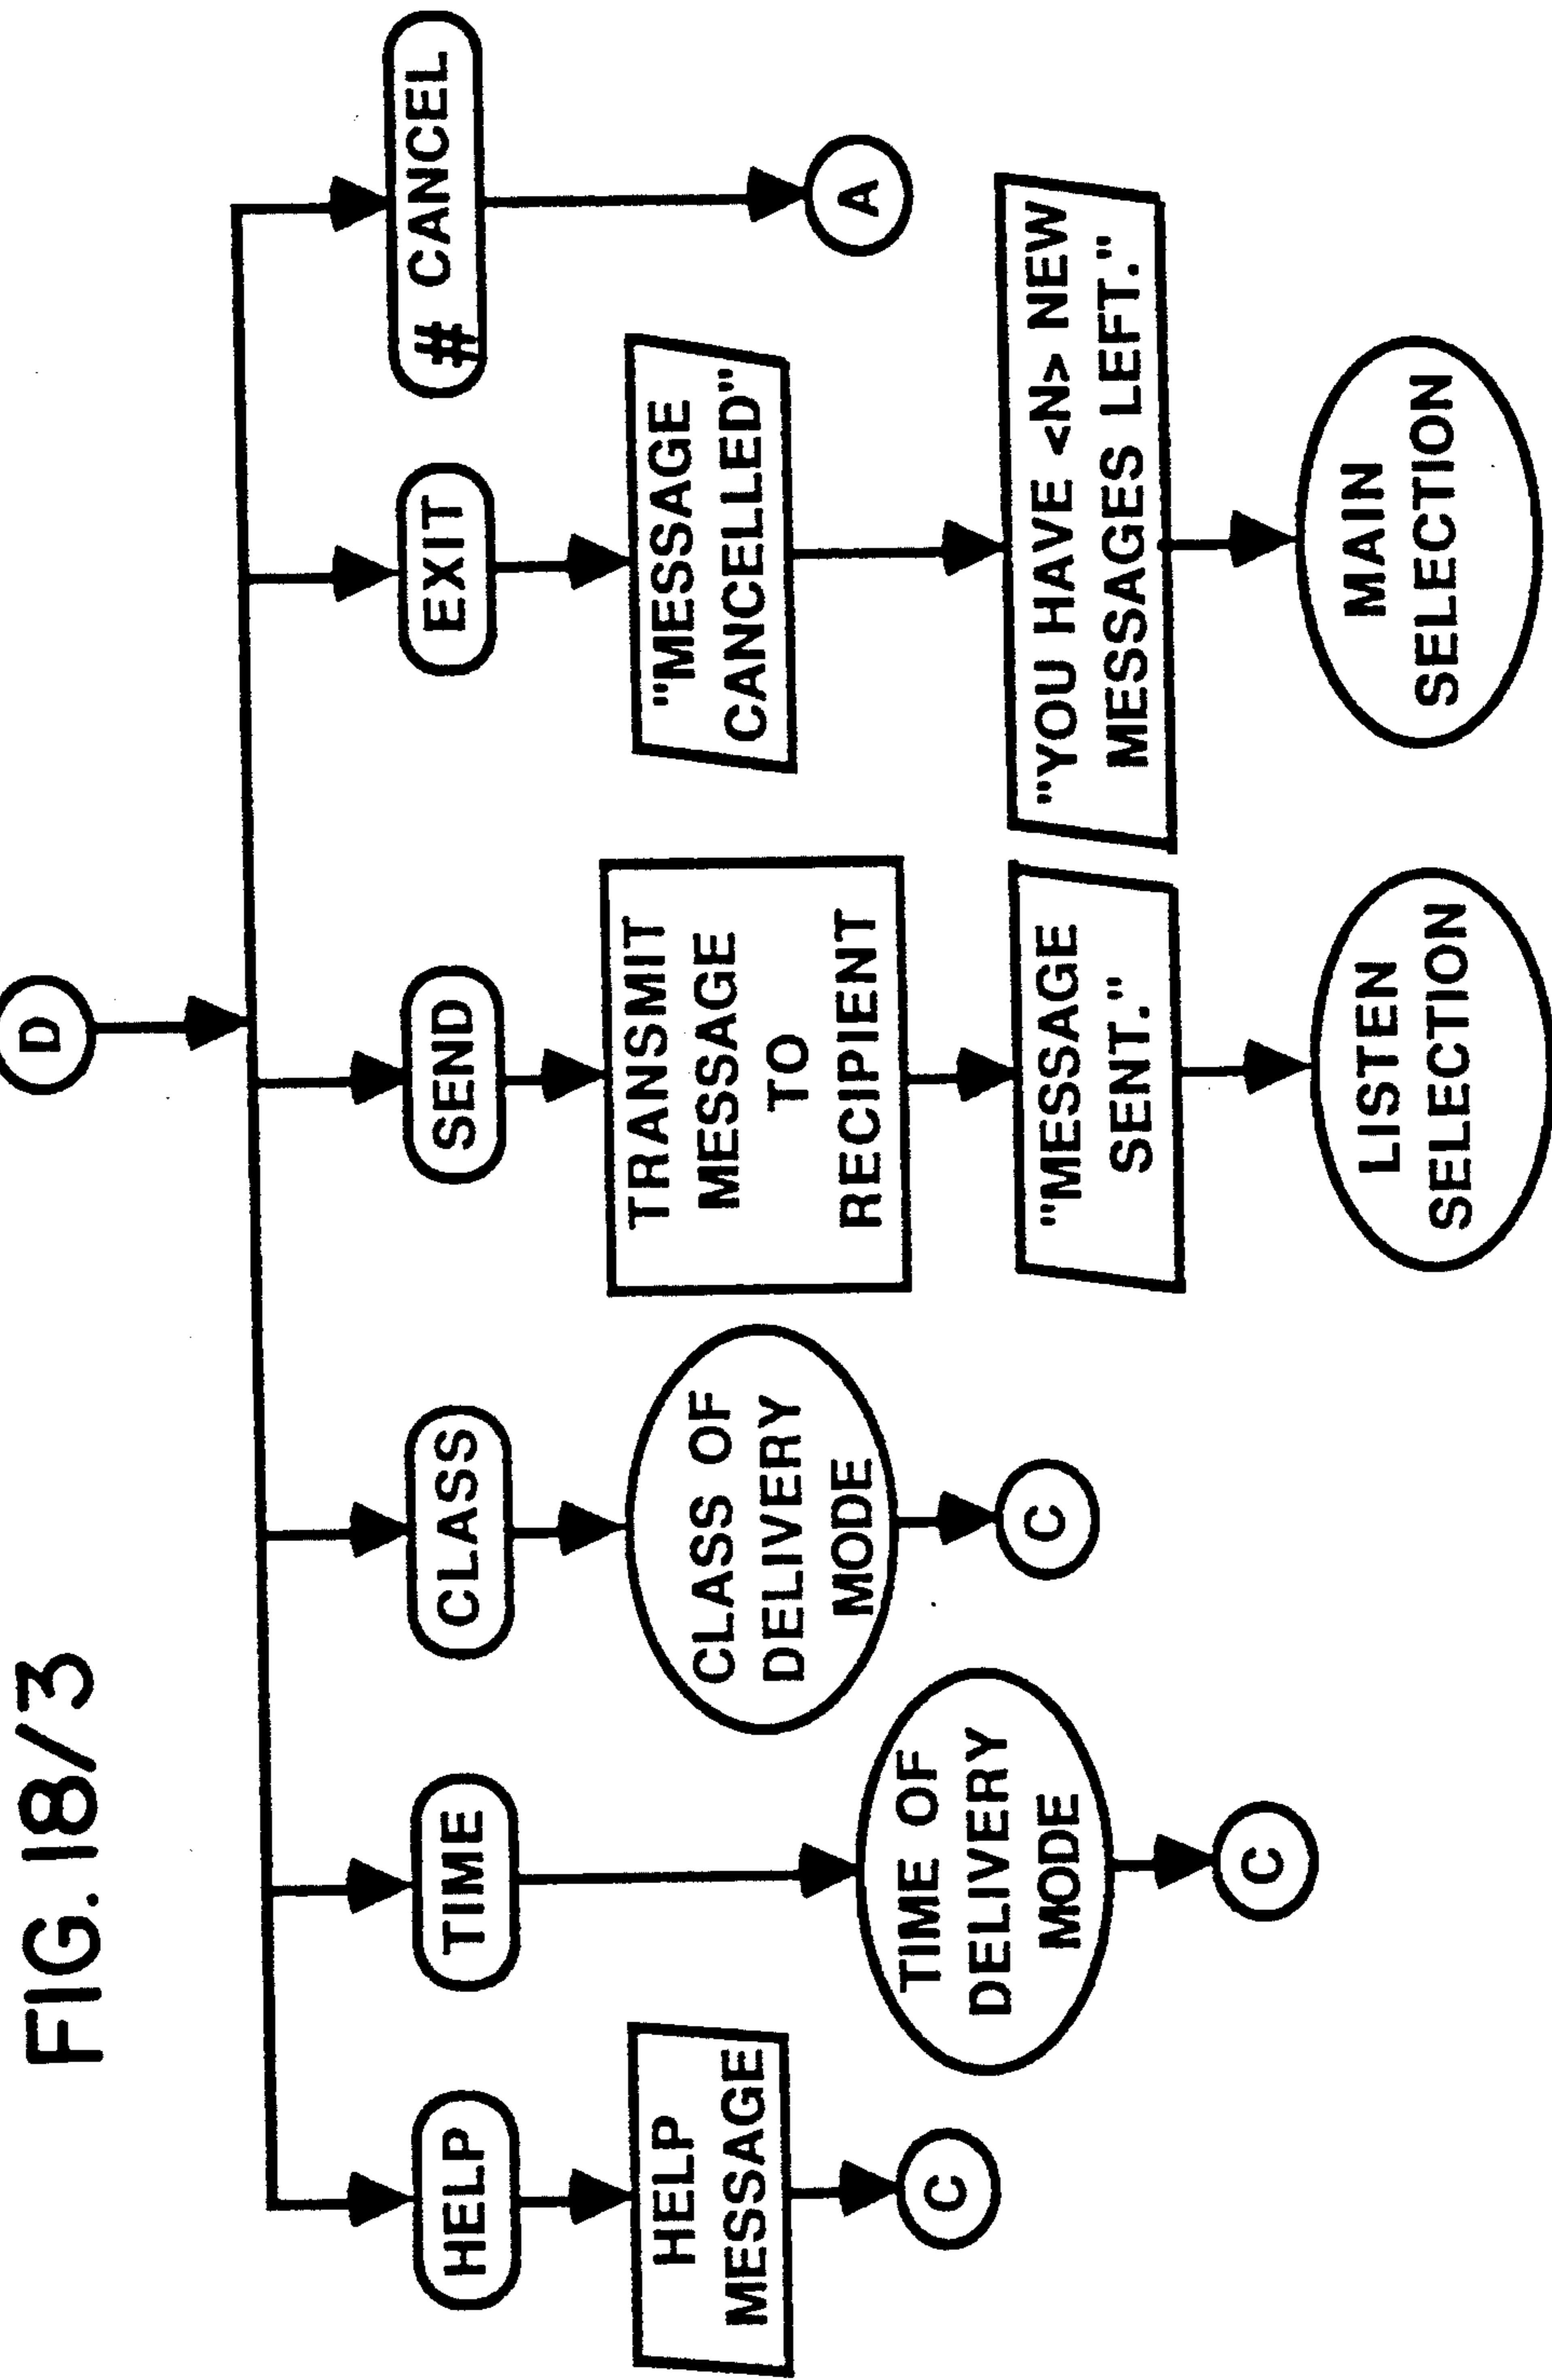 FIG. 18/3
D
HELP
TIME
CLASS
SEND
EXIT
# CANCEL
HELP
MESSAGE
C
TIME OF
DELIVERY
MODE
C
CLASS OF
DELIVERY
MODE
C
TRANSMIT
MESSAGE
TO
RECIPIENT
"MESSAGE
SENT."
LISTEN
SELECTION
"MESSAGE
CANCELLED"
"YOU HAVE <N> NEW
MESSAGES LEFT."
MAIN
SELECTION
A